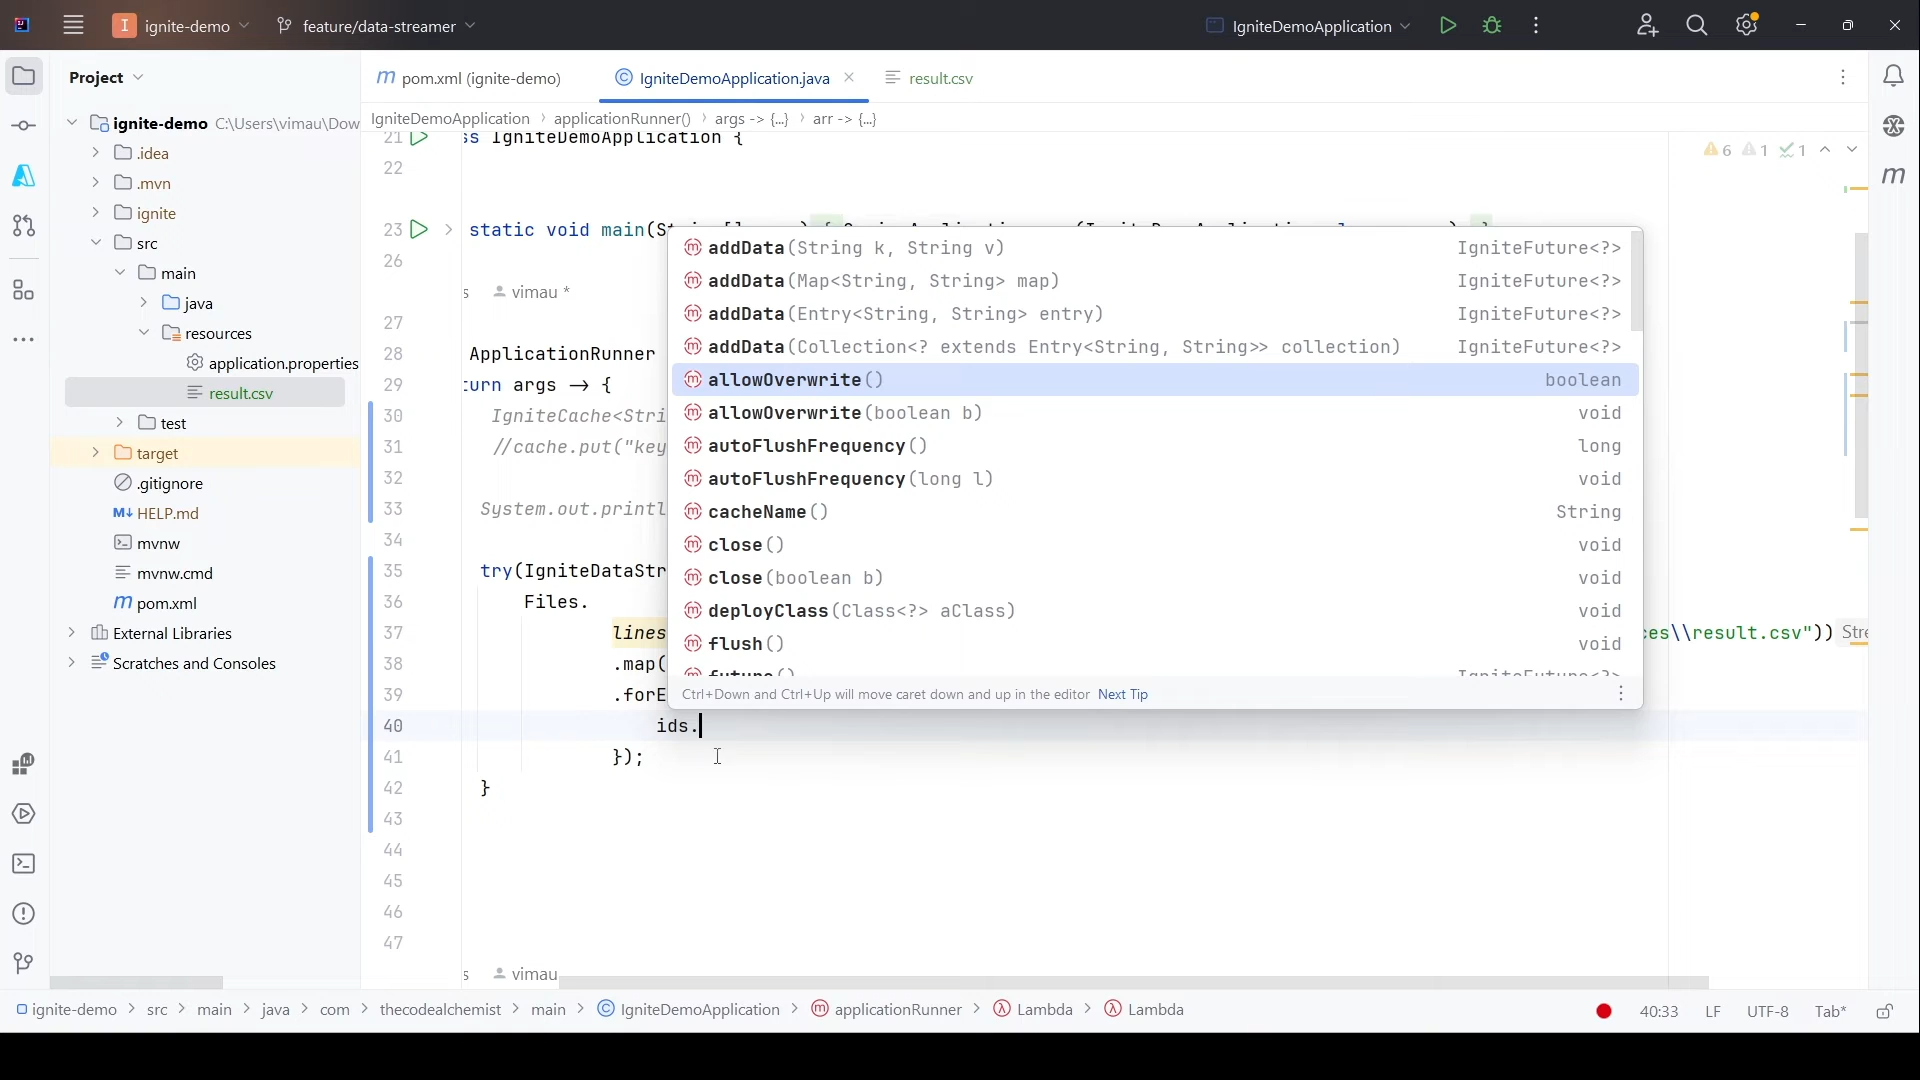 ignite-demo feature/data-streamer IgniteDemoApplication
Project
pom.xml (ignite-demo) IgniteDemoApplication.java result.csv
IgniteDemoApplication applicationRunner() args -> {...} arr -> {...}
ignite-demo C:\Users\vimau\Dow
.idea
.mvn
ignite
src
main
java
resources
application.properties
result.csv
test
target
.gitignore
HELP.md
mvnw
mvnw.cmd
pom.xml
External Libraries
Scratches and Consoles
6 1 1
21 ss IgniteDemoApplication {
22
23 static void main(
26
s vimau *
27
28 ApplicationRunner
29 turn args → {
30 IgniteCache<Stri
31 //cache.put("key
32
33 System.out.printl
34
35 try(IgniteDataStr
36 Files.
37 lines ces\\result.csv")) Stre
38 .map(
39 .forE
40 ids.
41 });
42 }
43
44
45
46
47
s vimau
addData(String k, String v) IgniteFuture<?>
addData(Map<String, String> map) IgniteFuture<?>
addData(Entry<String, String> entry) IgniteFuture<?>
addData(Collection<? extends Entry<String, String>> collection) IgniteFuture<?>
allowOverwrite() boolean
allowOverwrite(boolean b) void
autoFlushFrequency() long
autoFlushFrequency(long l) void
cacheName() String
close() void
close(boolean b) void
deployClass(Class<?> aClass) void
flush() void
future() IgniteFuture<?>
Ctrl+Down and Ctrl+Up will move caret down and up in the editor Next Tip
ignite-demo src main java com thecodealchemist main IgniteDemoApplication applicationRunner Lambda Lambda
40:33 LF UTF-8 Tab*